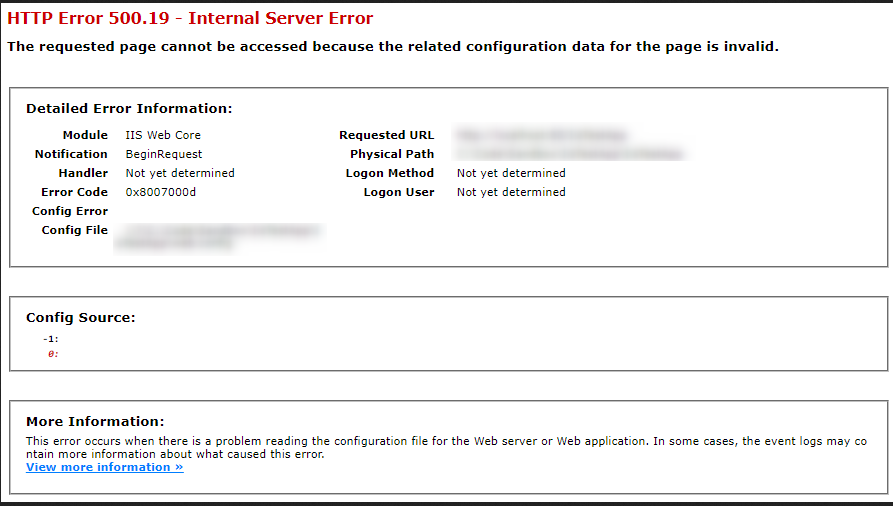 HTTP Error 500.19 - Internal Server Error
The requested page cannot be accessed because the related configuration data for the page is invalid.
Detailed Error Information:
Module IIS Web Core
Notification BeginRequest
Handler Not yet determined
Error Code 0x8007000d
Config Error
Config File
Requested URL
Physical Path
Logon Method Not yet determined
Logon User Not yet determined
Config Source:
-1:
0:
More Information:
This error occurs when there is a problem reading the configuration file for the Web server or Web application. In some cases, the event logs may co
ntain more information about what caused this error.
View more information »